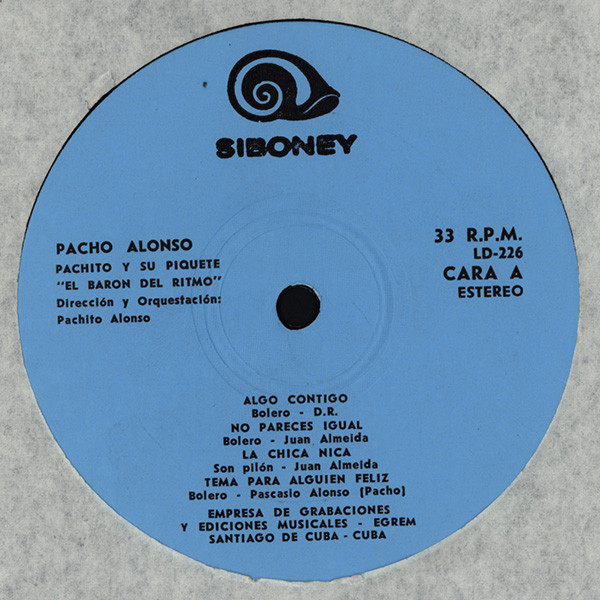 SIBONEY
PACHO ALONSO
PACHITO Y SU PIQUETE
"EL BARON DEL RITMO"
Dirección y Orquestación:
Pachito Alonso
33 R.P.M.
LD-226
CARA A
ESTEREO
ALGO CONTIGO
Bolero - D.R.
NO PARECES IGUAL
Bolero - Juan Almeida
LA CHICA NICA
Son pilón - Juan Almeida
TEMA PARA ALGUIEN FELIZ
Bolero - Pascasio Alonso (Pacho)
EMPRESA DE GRABACIONES
Y EDICIONES MUSICALES - EGREM
SANTIAGO DE CUBA - CUBA